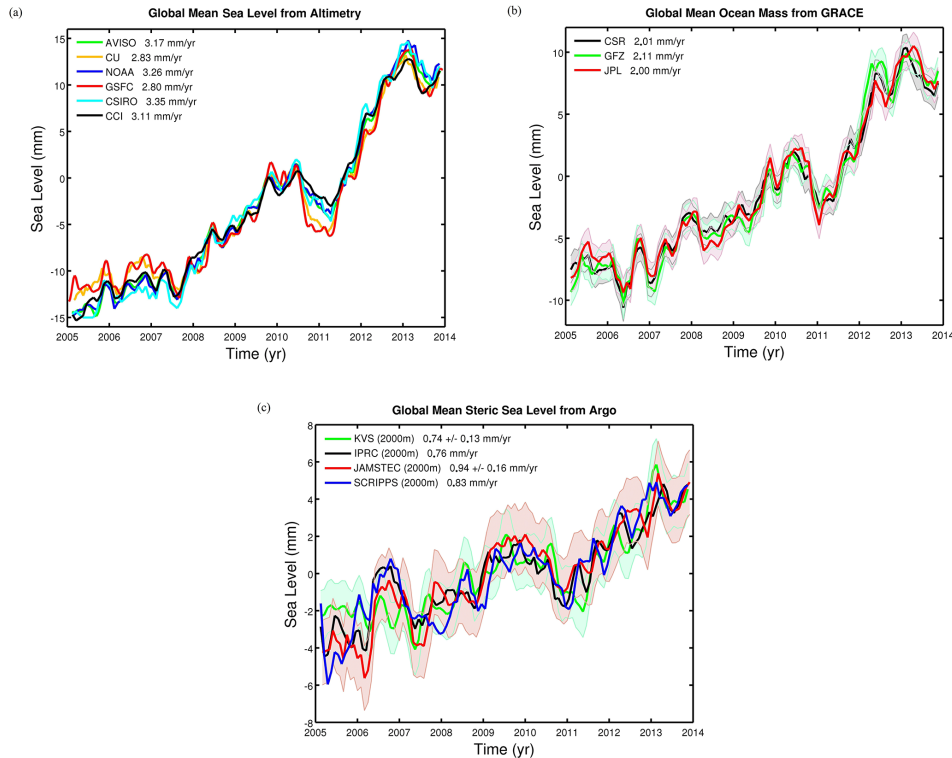 (a)
Global Mean Sea Level from Altimetry
AVISO 3.17 mm/yr
CU 2.83 mm/yr
NOAA 3.26 mm/yr
GSFC 2.80 mm/yr
CSIRO 3.35 mm/yr
CCI 3.11 mm/yr
Sea Level (mm)
15
10
5
0
-5
-10
-15
2005 2006 2007 2008 2009 2010 2011 2012 2013 2014
Time (yr)
(b)
Global Mean Ocean Mass from GRACE
CSR 2.01 mm/yr
GFZ 2.11 mm/yr
JPL 2.00 mm/yr
Sea Level (mm)
10
5
0
-5
-10
2005 2006 2007 2008 2009 2010 2011 2012 2013 2014
Time (yr)
(c)
Global Mean Steric Sea Level from Argo
KVS (2000m) 0.74 +/- 0.13 mm/yr
IPRC (2000m) 0.76 mm/yr
JAMSTEC (2000m) 0.94 +/- 0.16 mm/yr
SCRIPPS (2000m) 0.83 mm/yr
Sea Level (mm)
8
6
4
2
0
-2
-4
-6
-8
2005 2006 2007 2008 2009 2010 2011 2012 2013 2014
Time (yr)